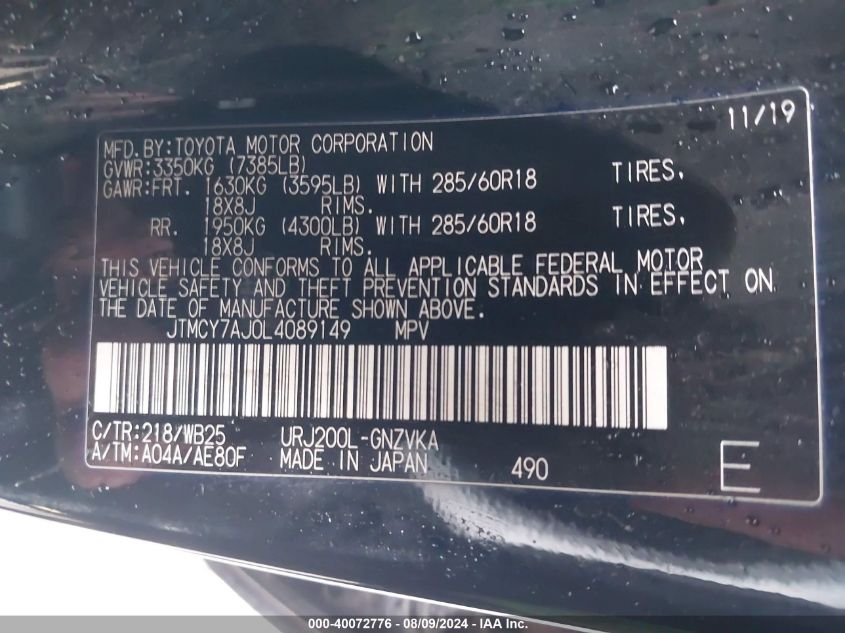 11/19
MFD.BY:TOYOTA MOTOR CORPORATION
GVWR:3350KG (7385LB)
GAWR:FRT. 1630KG (3595LB) WITH 285/60R18 TIRES,
18X8J RIMS.
RR. 1950KG (4300LB) WITH 285/60R18 TIRES,
18X8J RIMS.
THIS VEHICLE CONFORMS TO ALL APPLICABLE FEDERAL MOTOR
VEHICLE SAFETY AND THEFT PREVENTION STANDARDS IN EFFECT ON
THE DATE OF MANUFACTURE SHOWN ABOVE.
JTMCY7AJ0L4089149 MPV
C/TR:218/WB25 URJ200L-GNZVKA
A/TM:A04A/AE80F MADE IN JAPAN 490 E
000-40072776 - 08/09/2024 - IAA Inc.